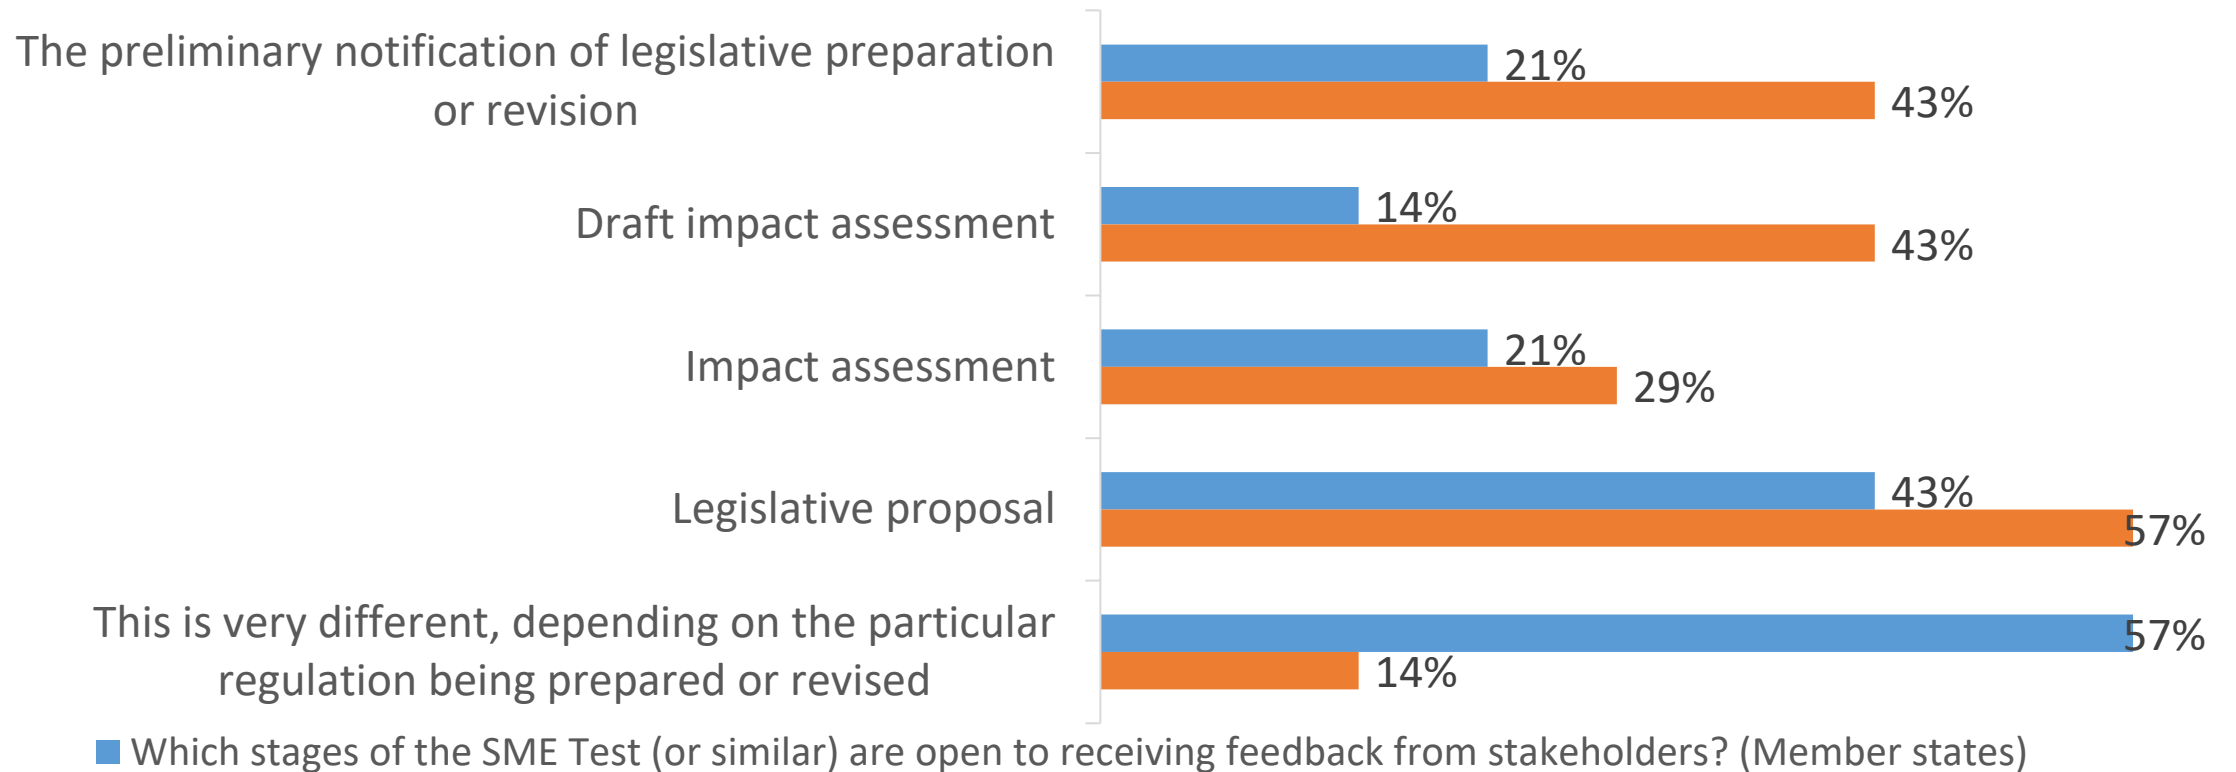 The preliminary notification of legislative preparation
or revision
21%
43%
Draft impact assessment
14%
43%
Impact assessment
21%
29%
Legislative proposal
43%
57%
This is very different, depending on the particular
regulation being prepared or revised
57%
14%
Which stages of the SME Test (or similar) are open to receiving feedback from stakeholders? (Member states)